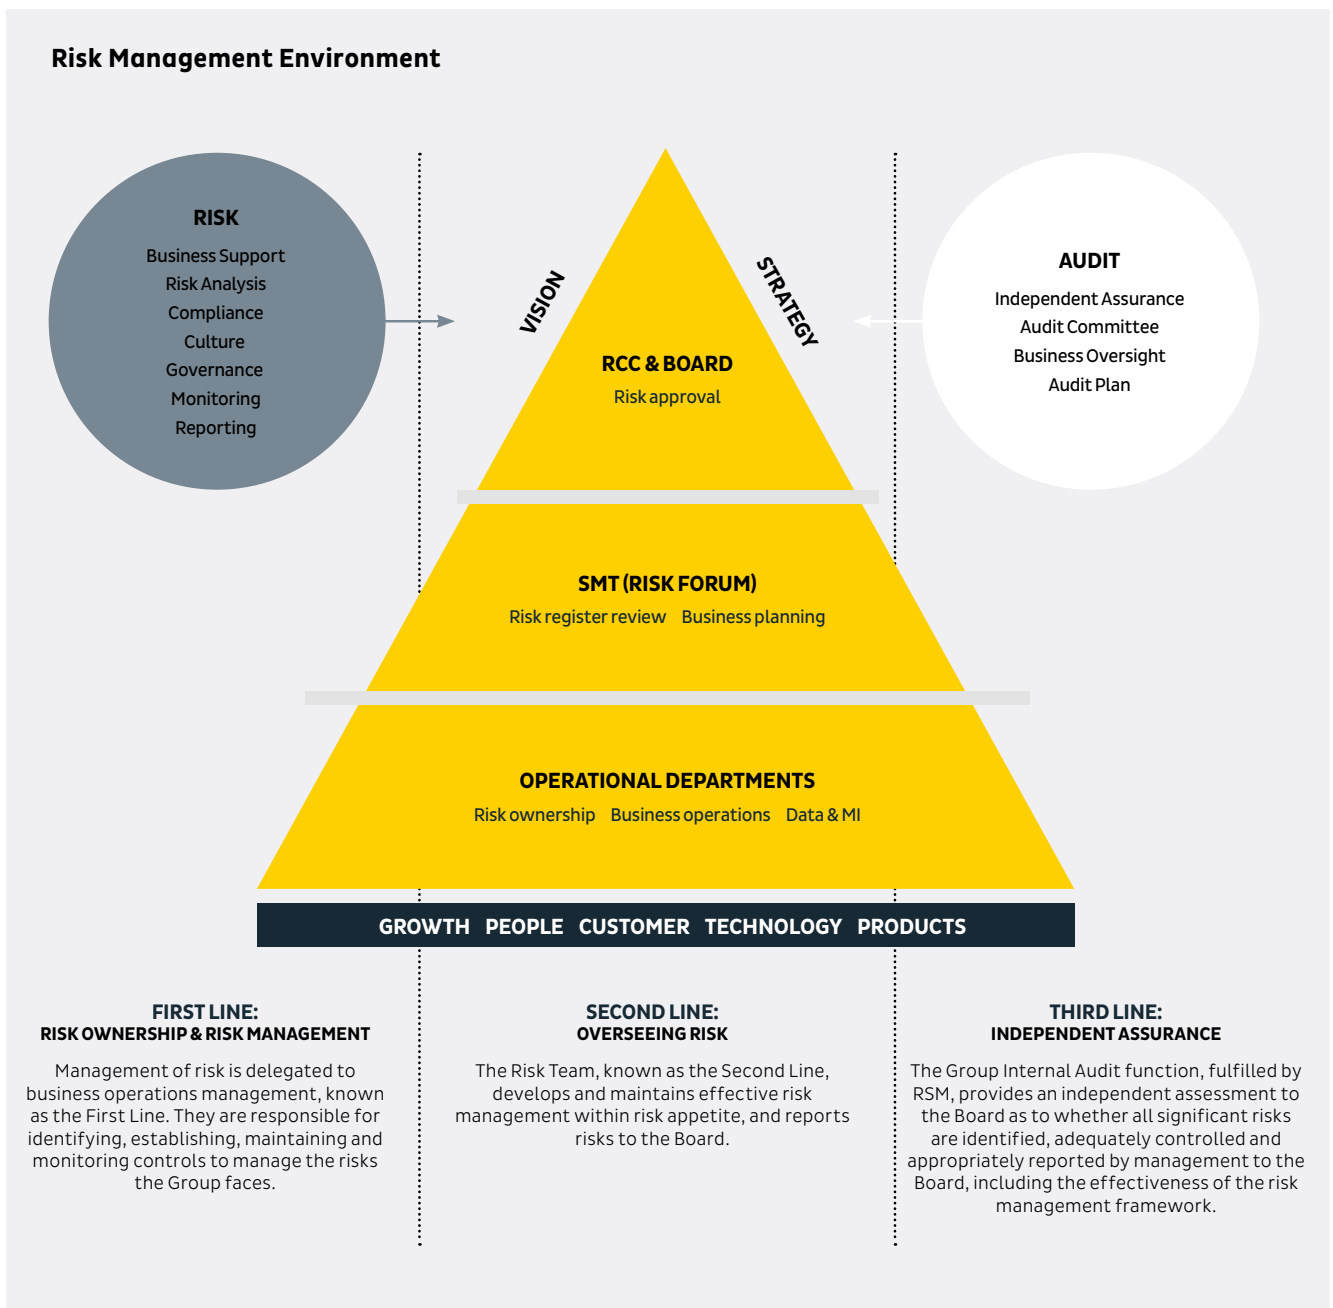 Risk Management Environment
RISK
Business Support
Risk Analysis
Compliance
Culture
Governance
Monitoring
Reporting
VISION
STRATEGY
RCC & BOARD
Risk approval
AUDIT
Independent Assurance
Audit Committee
Business Oversight
Audit Plan
SMT (RISK FORUM)
Risk register review Business planning
OPERATIONAL DEPARTMENTS
Risk ownership Business operations Data & MI
GROWTH PEOPLE CUSTOMER TECHNOLOGY PRODUCTS
FIRST LINE:
RISK OWNERSHIP & RISK MANAGEMENT
Management of risk is delegated to
business operations management, known
as the First Line. They are responsible for
identifying, establishing, maintaining and
monitoring controls to manage the risks
the Group faces.
SECOND LINE:
OVERSEEING RISK
The Risk Team, known as the Second Line,
develops and maintains effective risk
management within risk appetite, and reports
risks to the Board.
THIRD LINE:
INDEPENDENT ASSURANCE
The Group Internal Audit function, fulfilled by
RSM, provides an independent assessment to
the Board as to whether all significant risks
are identified, adequately controlled and
appropriately reported by management to the
Board, including the effectiveness of the risk
management framework.